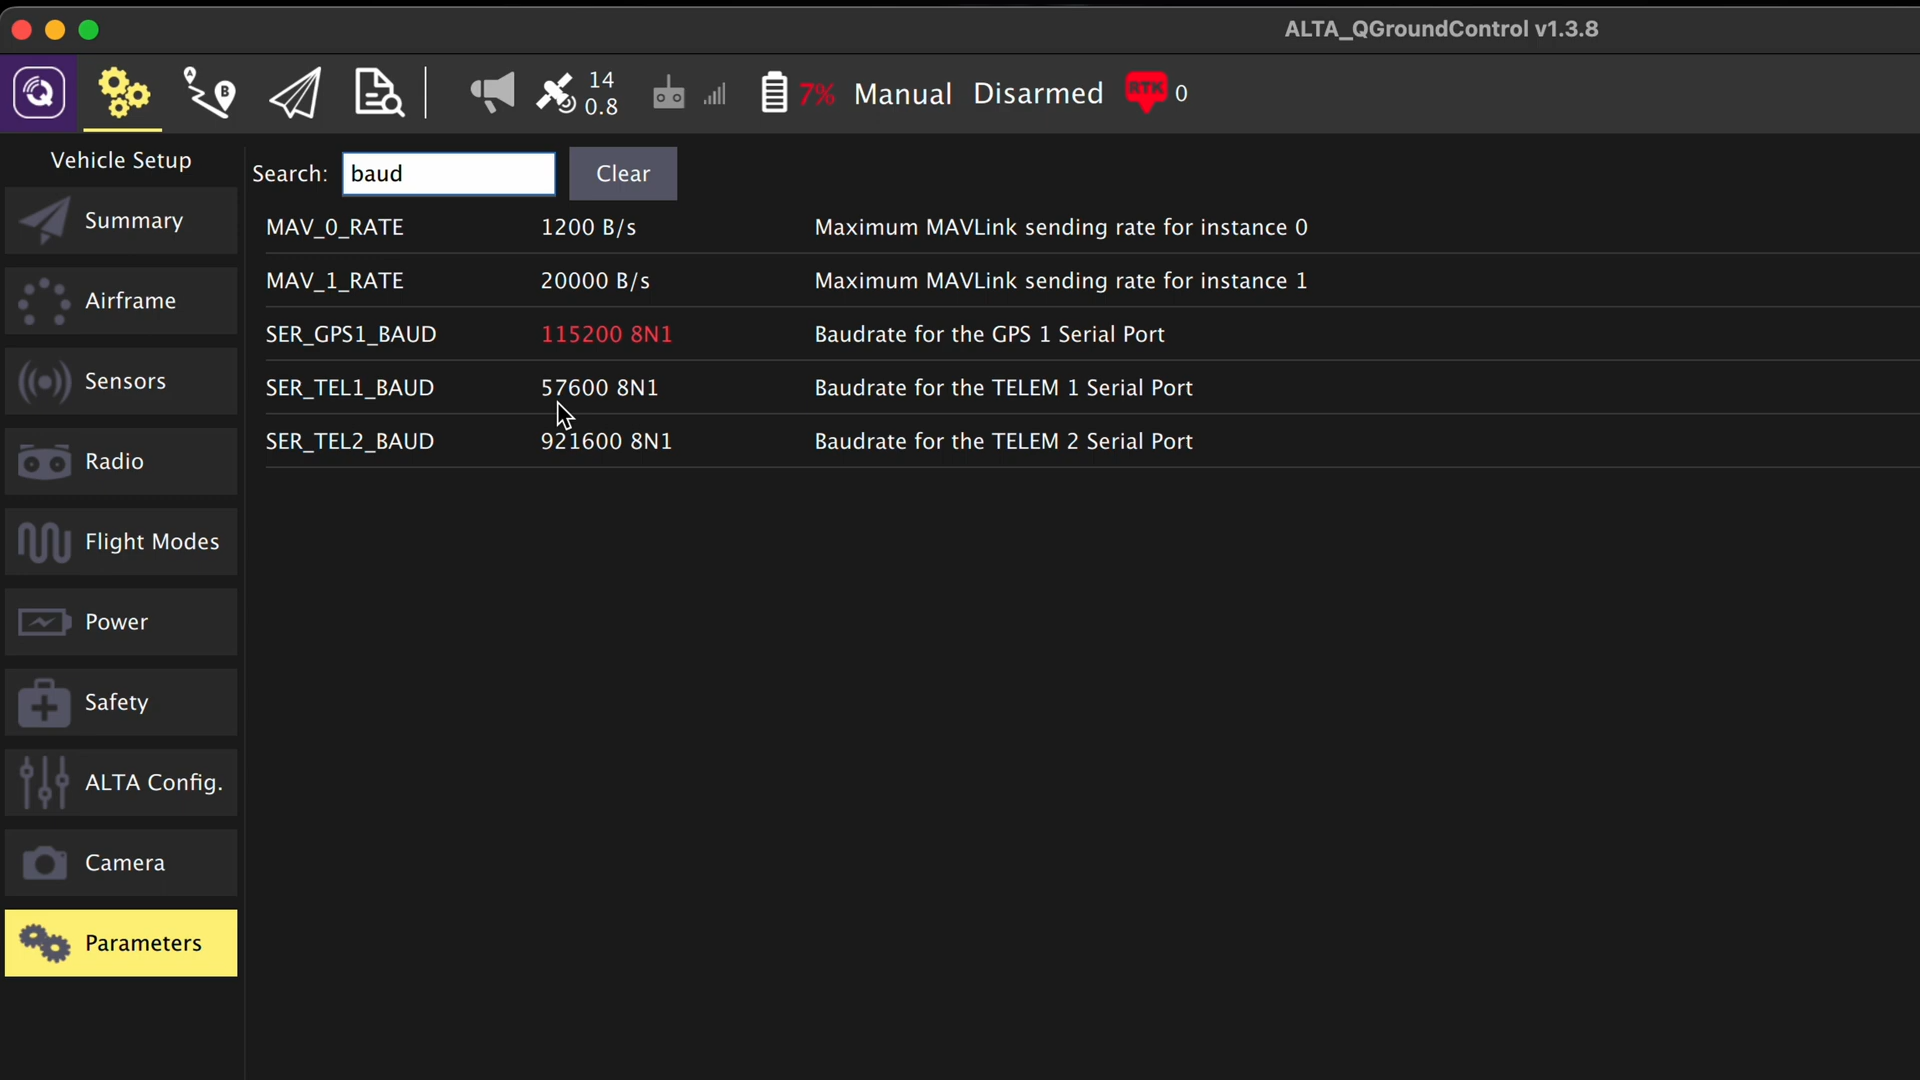 ALTA_QGroundControl v1.3.8
14
0.8
7% Manual Disarmed RTK 0
Vehicle Setup
Summary
Airframe
Sensors
Radio
Flight Modes
Power
Safety
ALTA Config.
Camera
Parameters
Search: baud Clear
MAV_0_RATE 1200 B/s Maximum MAVLink sending rate for instance 0
MAV_1_RATE 20000 B/s Maximum MAVLink sending rate for instance 1
SER_GPS1_BAUD 115200 8N1 Baudrate for the GPS 1 Serial Port
SER_TEL1_BAUD 57600 8N1 Baudrate for the TELEM 1 Serial Port
SER_TEL2_BAUD 921600 8N1 Baudrate for the TELEM 2 Serial Port